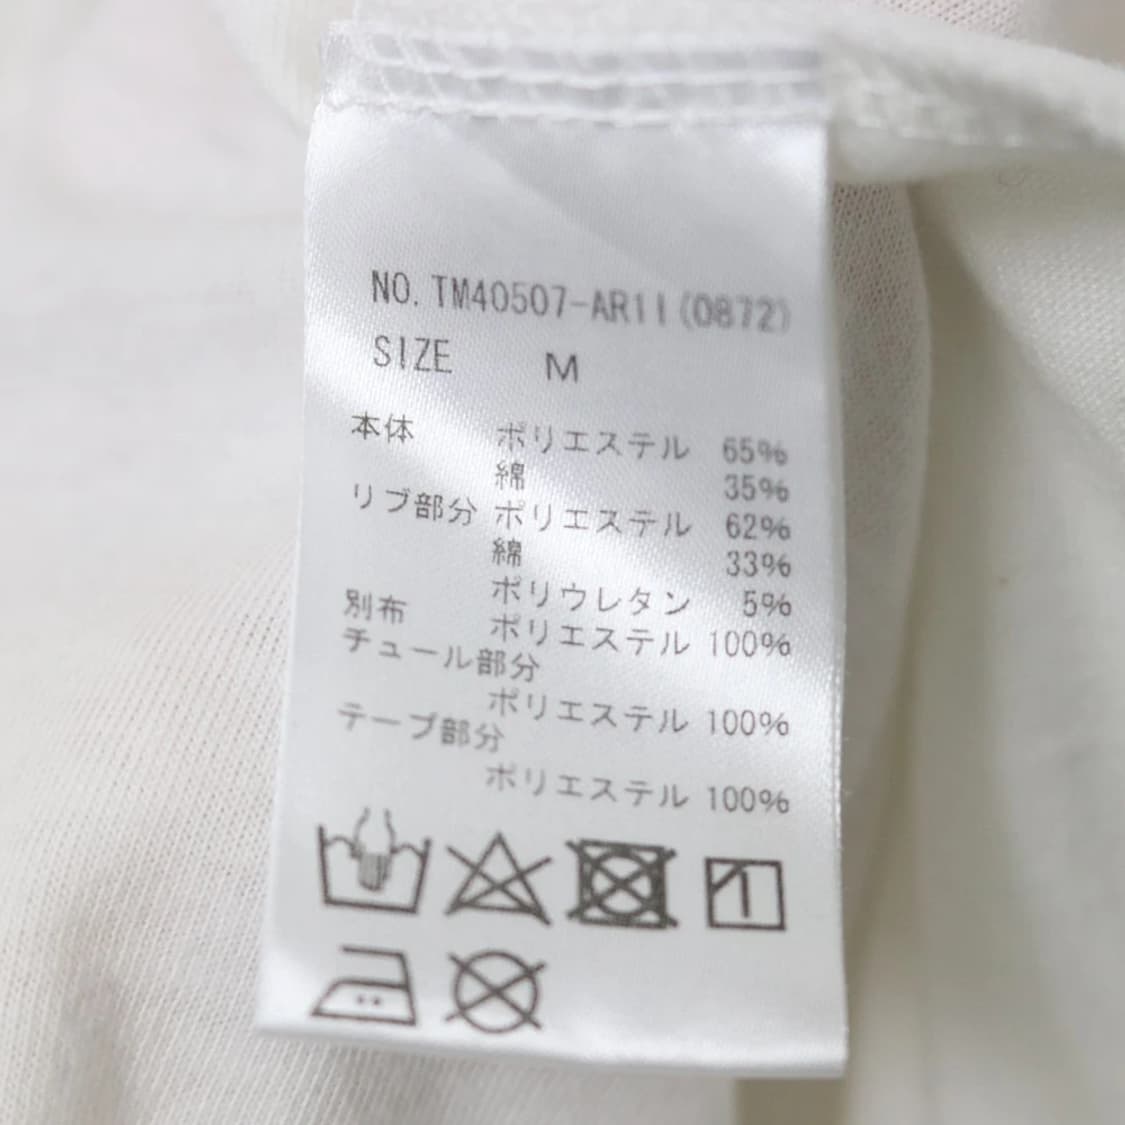 NO. TM40507-AR11(0872)
SIZE M
本体 ポリエステル 65%
綿 35%
リブ部分 ポリエステル 62%
綿 33%
ポリウレタン 5%
別布 ポリエステル 100%
チュール部分
ポリエステル 100%
テープ部分
ポリエステル 100%